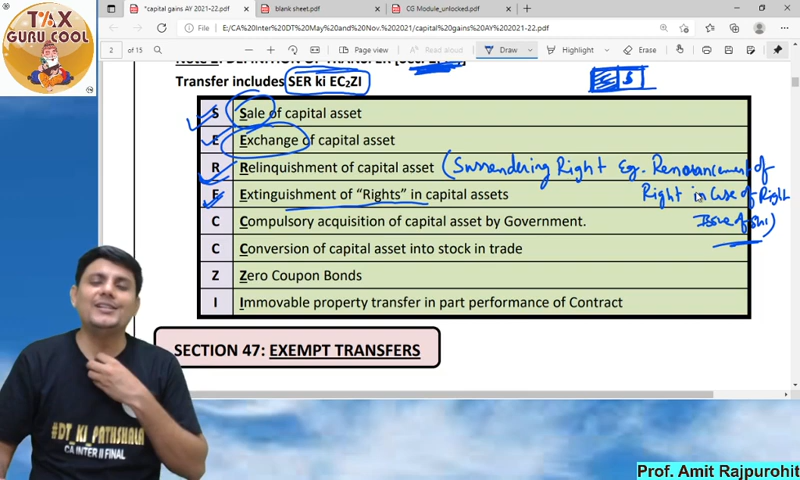 TAX
GURU COOL
*capital gains AY 2021-22.pdf
blank sheet.pdf
CG Module_unlocked.pdf
E:/CA%20Inter%20DT%20May%20and%20Nov.%202021/capital%20gains%20AY%202021-22.pdf
2 of 15
Page view
Read aloud
Draw
Highlight
Erase
Transfer includes SER ki EC₂ZI
S
S Sale of capital asset
E Exchange of capital asset
R Relinquishment of capital asset (Surrendering Right Eg. Renouncement of
E Extinguishment of "Rights" in capital assets Right in Case of Right
Issue of
C Compulsory acquisition of capital asset by Government.
C Conversion of capital asset into stock in trade
Z Zero Coupon Bonds
I Immovable property transfer in part performance of Contract
SECTION 47: EXEMPT TRANSFERS
#DT_KI_PATHSHALA
CA INTER II FINAL
Prof. Amit Rajpurohit